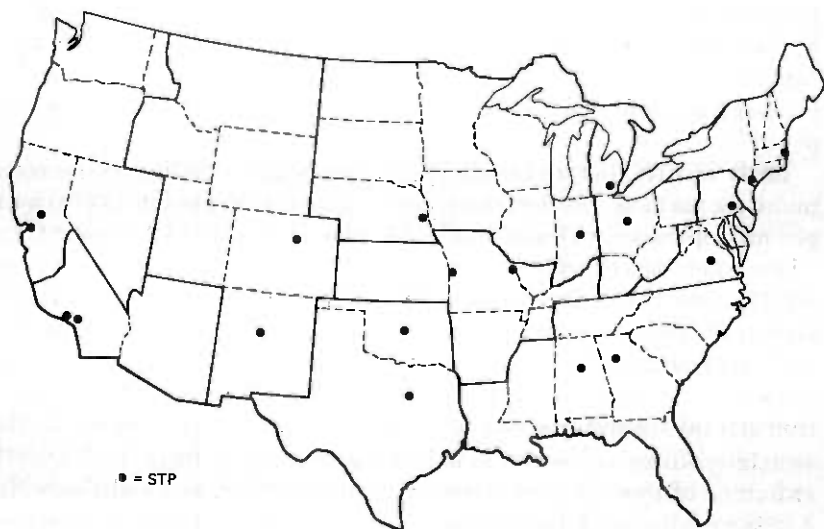 = STP